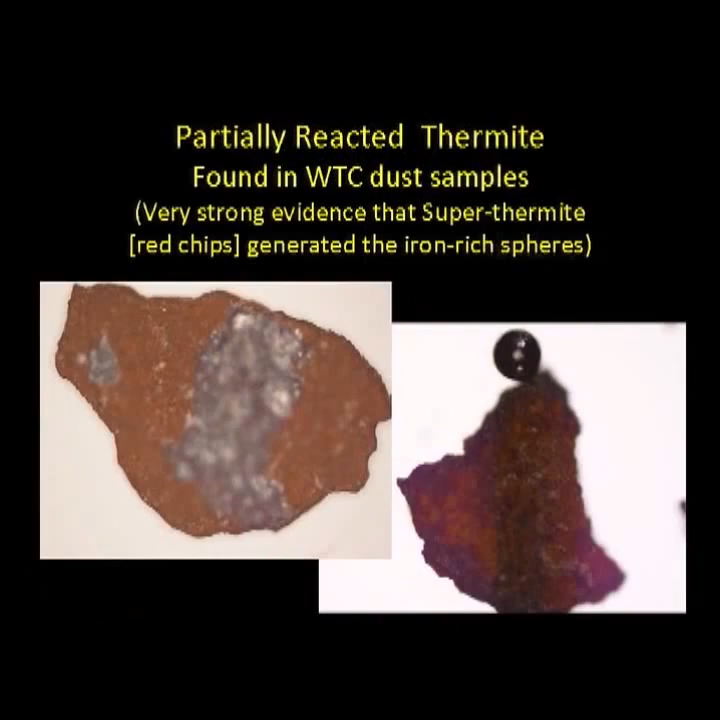 Partially Reacted Thermite
Found in WTC dust samples
(Very strong evidence that Super-thermite
[red chips] generated the iron-rich spheres)